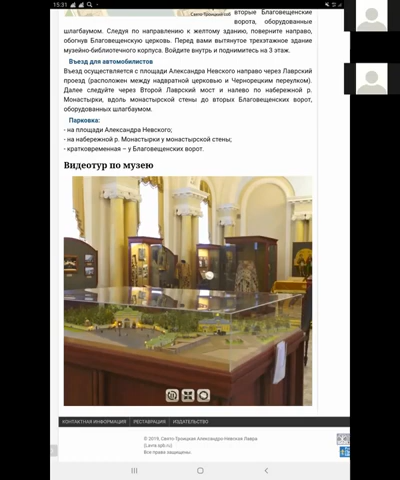 15:31
Свято-Троицкий соб
вторые Благовещенские
ворота, оборудованные
шлагбаумом. Следуя по направлению к желтому зданию, поверните направо,
обогнув Благовещенскую церковь. Перед вами вытянутое трехэтажное здание
музейно-библиотечного корпуса. Войдите внутрь и поднимитесь на 3 этаж.
Въезд для автомобилистов
Въезд осуществляется с площади Александра Невского направо через Лаврский
проезд (расположен между надвратной церковью и Чернорецким переулком).
Далее следуйте через Второй Лаврский мост и налево по набережной р.
Монастырки, вдоль монастырской стены до вторых Благовещенских ворот,
оборудованных шлагбаумом.
Парковка:
- на площади Александра Невского;
- на набережной р. Монастырки у монастырской стены;
- кратковременная – у Благовещенских ворот.
Видеотур по музею
КОНТАКТНАЯ ИНФОРМАЦИЯ РЕСТАВРАЦИЯ ИЗДАТЕЛЬСТВО
© 2019, Свято-Троицкая Александро-Невская Лавра
(Lavra.spb.ru).
Все права защищены.